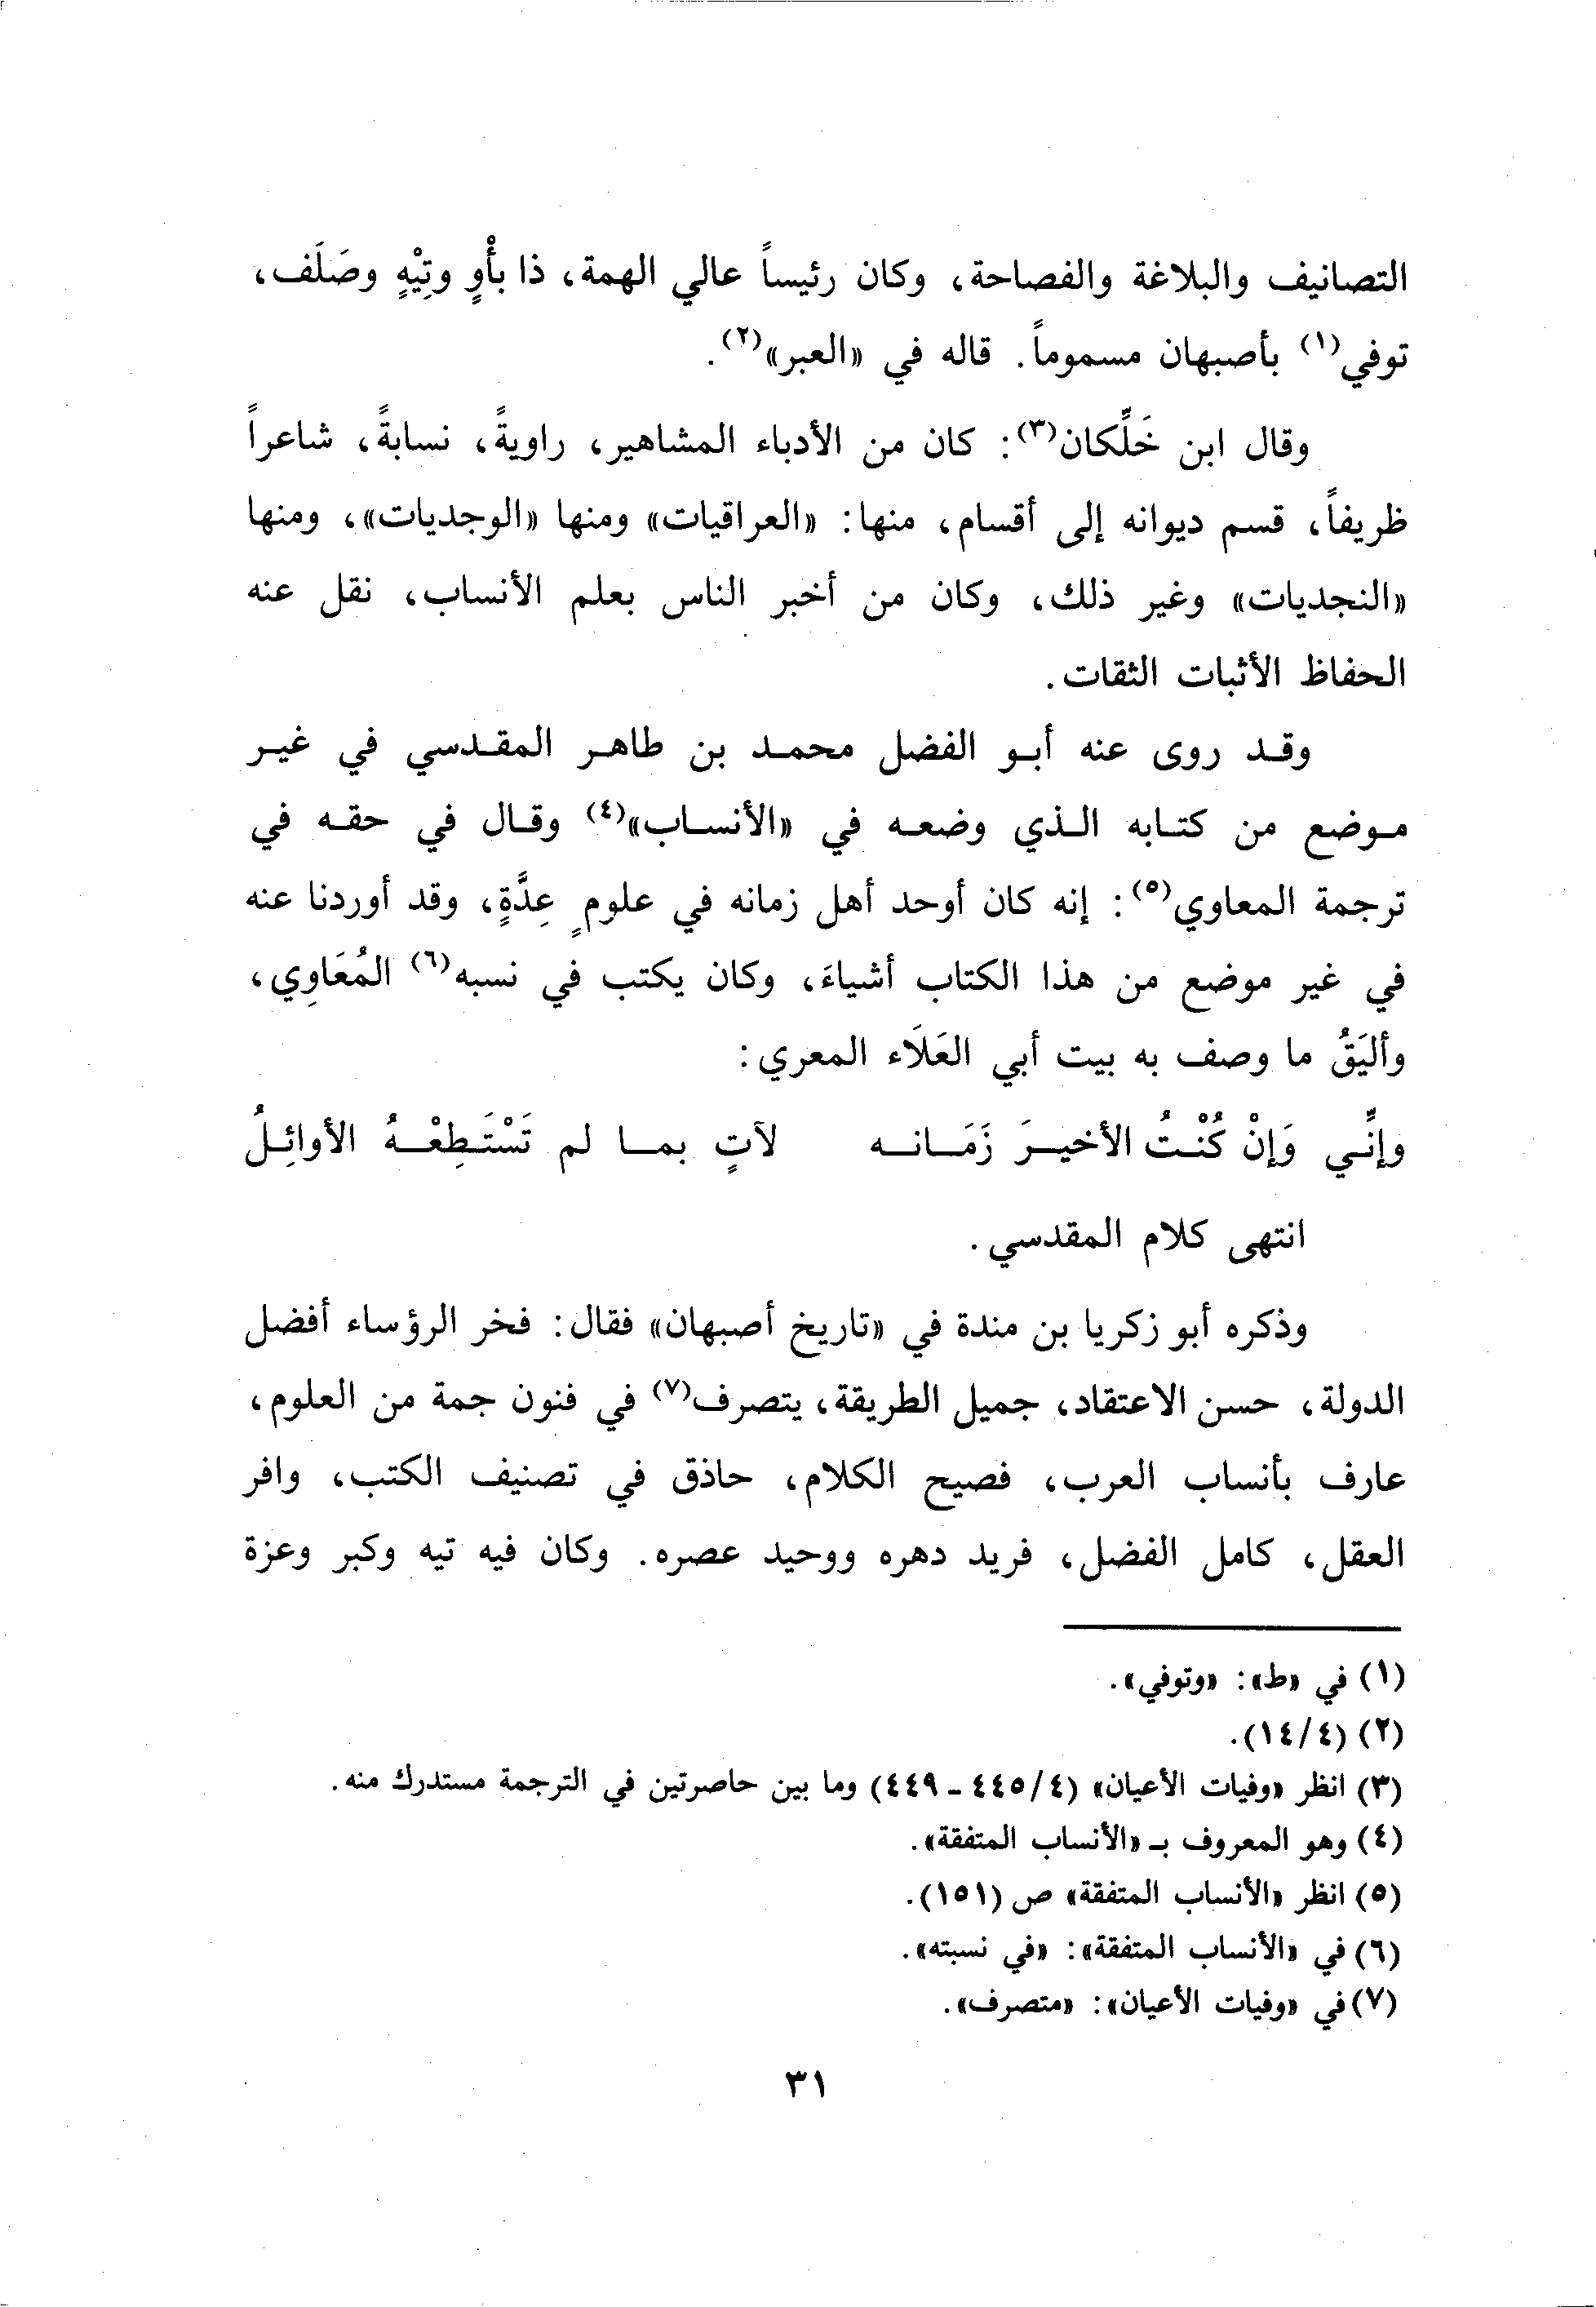 التصانيف والبلاغة والفصاحة، وكان رئيساً عالي الهمة، ذا بأْوٍ وتِيْهٍ وصَلَف،
توفي(١) بأصبهان مسموماً. قاله في «العبر»(٢).
وقال ابن خَلِّكان(٣): كان من الأدباء المشاهير، راويةً، نسابةً، شاعراً
ظريفاً، قسم ديوانه إلى أقسام، منها: «العراقيات» ومنها «الوجديات»، ومنها
«النجديات» وغير ذلك، وكان من أخبر الناس بعلم الأنساب، نقل عنه
الحفاظ الأثبات الثقات.
وقد روى عنه أبو الفضل محمد بن طاهر المقدسي في غير
موضع من كتابه الذي وضعه في «الأنساب»(٤) وقال في حقه في
ترجمة المعاوي(٥): إنه كان أوحد أهل زمانه في علومٍ عِدَّةٍ، وقد أوردنا عنه
في غير موضع من هذا الكتاب أشياءَ، وكان يكتب في نسبه(٦) المُعَاوِي،
وأليَقُ ما وصف به بيت أبي العَلَاء المعري:
وإنِّي وَإنْ كُنْتُ الأخيرَ زَمَانه لآتٍ بما لم تَسْتَطِعْهُ الأوائِلُ
انتهى كلام المقدسي.
وذكره أبو زكريا بن مندة في «تاريخ أصبهان» فقال: فخر الرؤساء أفضل
الدولة، حسن الاعتقاد، جميل الطريقة، يتصرف(٧) في فنون جمة من العلوم،
عارف بأنساب العرب، فصيح الكلام، حاذق في تصنيف الكتب، وافر
العقل، كامل الفضل، فريد دهره ووحيد عصره. وكان فيه تيه وكبر وعزة
(١) في «ط»: «وتوفي».
(٢) (١٤/٤).
(٣) انظر «وفيات الأعيان» (٤/٤٤٥ - ٤٤٩) وما بين حاصرتين في الترجمة مستدرك منه.
(٤) وهو المعروف بـ «الأنساب المتفقة».
(٥) انظر «الأنساب المتفقة» ص (١٥١).
(٦) في «الأنساب المتفقة»: «في نسبته».
(٧) في «وفيات الأعيان»: «متصرف».
٣١